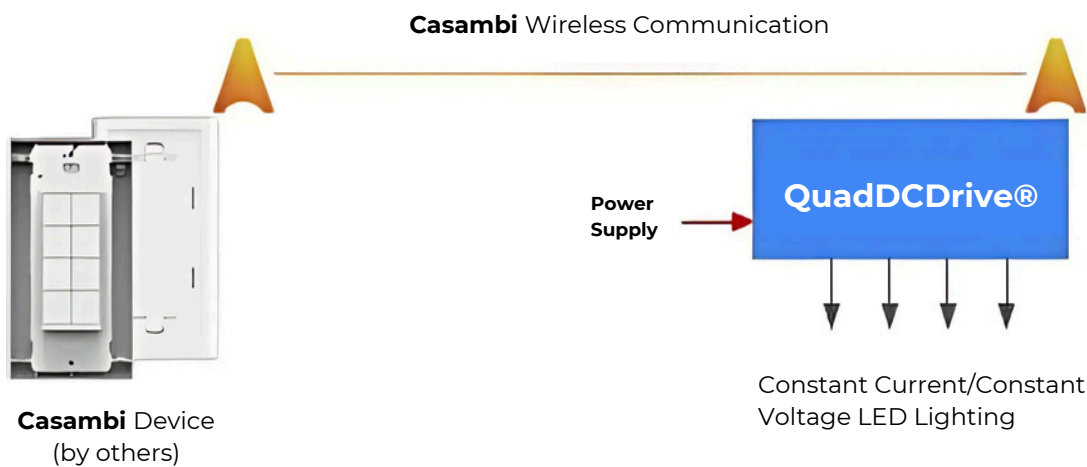 Casambi Wireless Communication
QuadDCDrive®
Power
Supply
Constant Current/Constant
Voltage LED Lighting
Casambi Device
(by others)